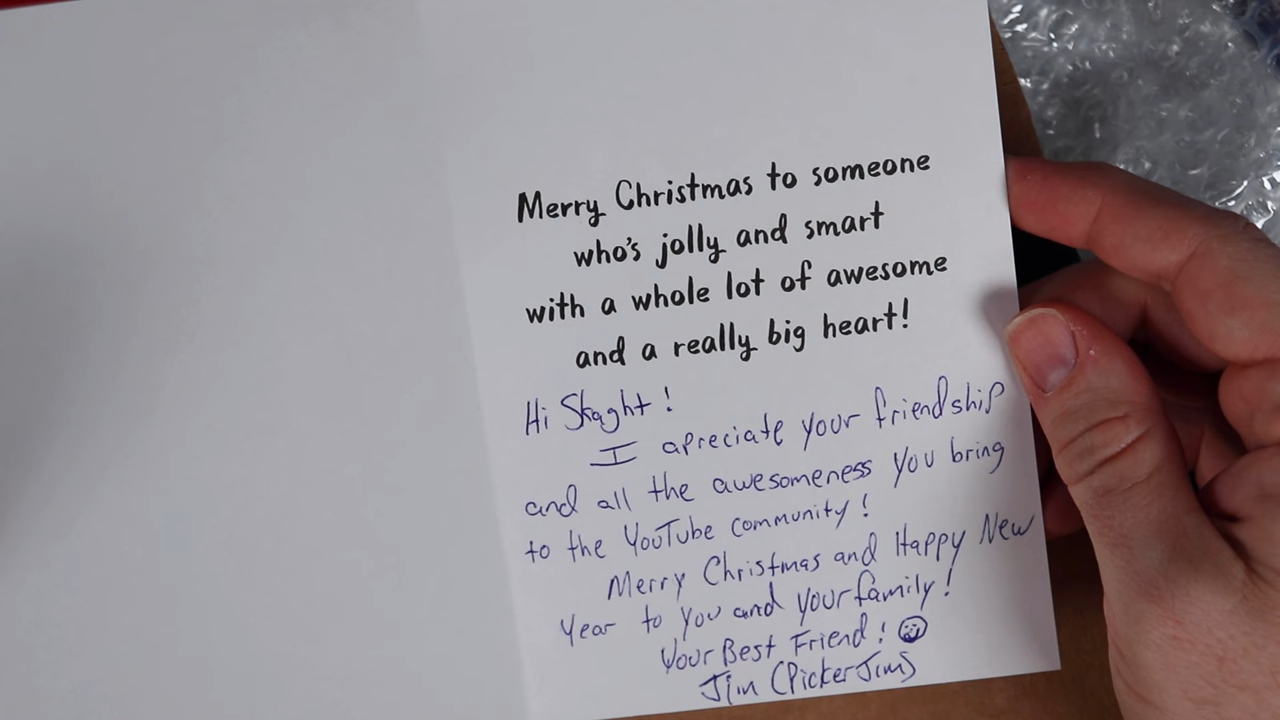 Merry Christmas to someone
who's jolly and smart
with a whole lot of awesome
and a really big heart!
Hi Skaght!
I apreciate your friendship
and all the awesomeness you bring
to the YouTube community!
Merry Christmas and Happy New
Year to you and your family!
Your Best Friend!
Jim (PickerJim)